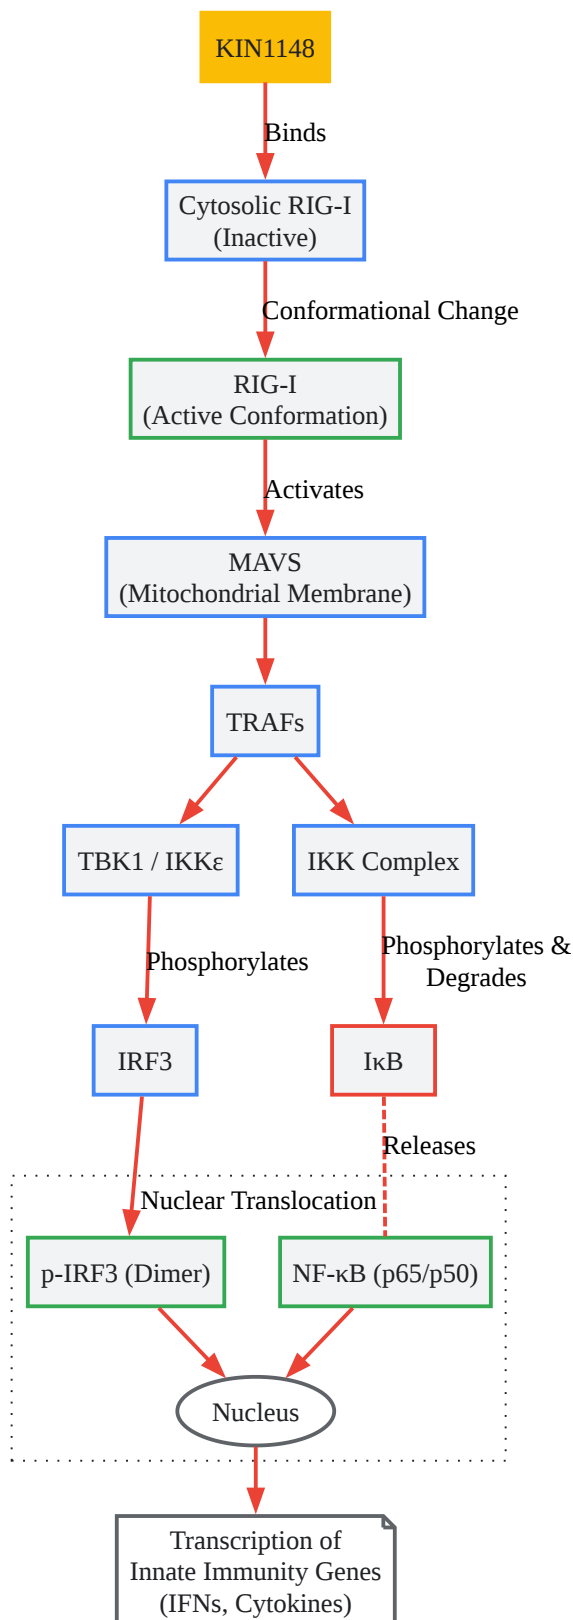 KIN1148
Binds
Cytosolic RIG-I
(Inactive)
Conformational Change
RIG-I
(Active Conformation)
Activates
MAVS
(Mitochondrial Membrane)
TRAFs
TBK1 / IKKε
IKK Complex
Phosphorylates
Phosphorylates &
Degrades
IRF3
IκB
Releases
Nuclear Translocation
p-IRF3 (Dimer)
NF-κB (p65/p50)
Nucleus
Transcription of
Innate Immunity Genes
(IFNs, Cytokines)